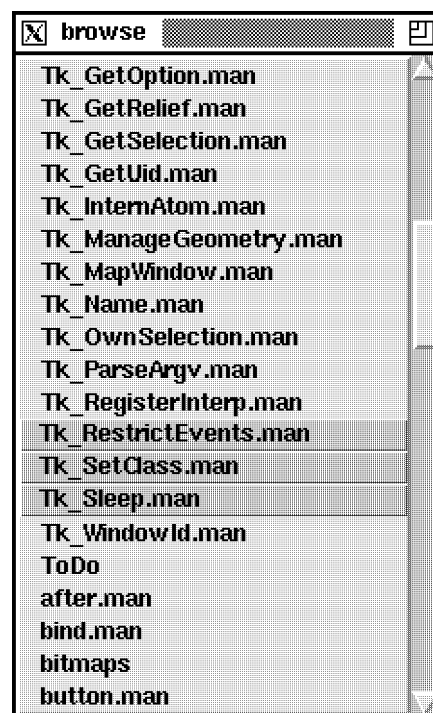 browse
Tk_GetOption.man
Tk_GetRelief.man
Tk_GetSelection.man
Tk_GetUid.man
Tk_InternAtom.man
Tk_ManageGeometry.man
Tk_MapWindow.man
Tk_Name.man
Tk_OwnSelection.man
Tk_ParseArgv.man
Tk_RegisterInterp.man
Tk_RestrictEvents.man
Tk_SetClass.man
Tk_Sleep.man
Tk_WindowId.man
ToDo
after.man
bind.man
bitmaps
button.man